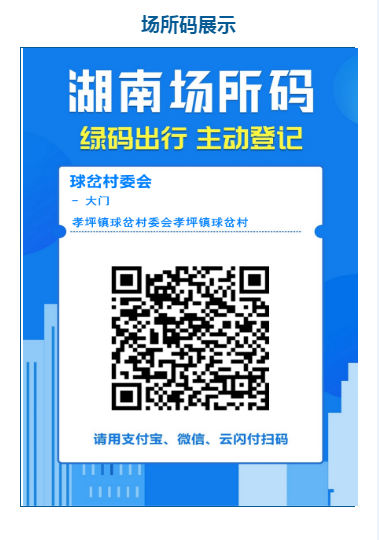 场所码展示
湖南场所码
绿码出行 主动登记
球岔村委会
- 大门
孝坪镇球岔村委会孝坪镇球岔村
请用支付宝、微信、云闪付扫码